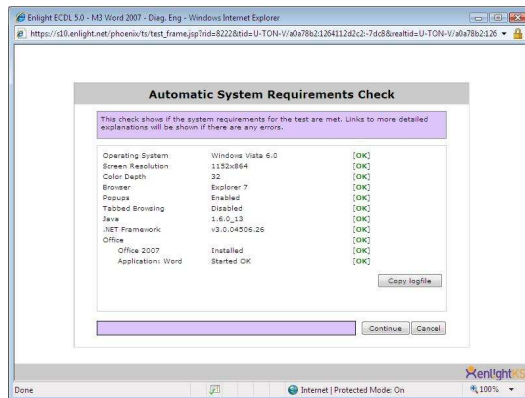 Enlight ECDL 5.0 - M3 Word 2007 - Diag. Eng - Windows Internet Explorer
https://s10.enlight.net/phoenix/ts/test_frame.jsp?rid=8222&tid=U-TON-V/a0a78b2:1264112d2c2:-7dc8&realtid=U-TON-V/a0a78b2:126
Automatic System Requirements Check
This check shows if the system requirements for the test are met. Links to more detailed
explanations will be shown if there are any errors.
Operating System Windows Vista 6.0 [OK]
Screen Resolution 1152x864 [OK]
Color Depth 32 [OK]
Browser Explorer 7 [OK]
Popups Enabled [OK]
Tabbed Browsing Disabled [OK]
Java 1.6.0_13 [OK]
.NET Framework v3.0.04506.26 [OK]
Office [OK]
Office 2007 Installed [OK]
Application: Word Started OK [OK]
Copy logfile
Continue Cancel
enlightKS
Done Internet | Protected Mode: On 100%